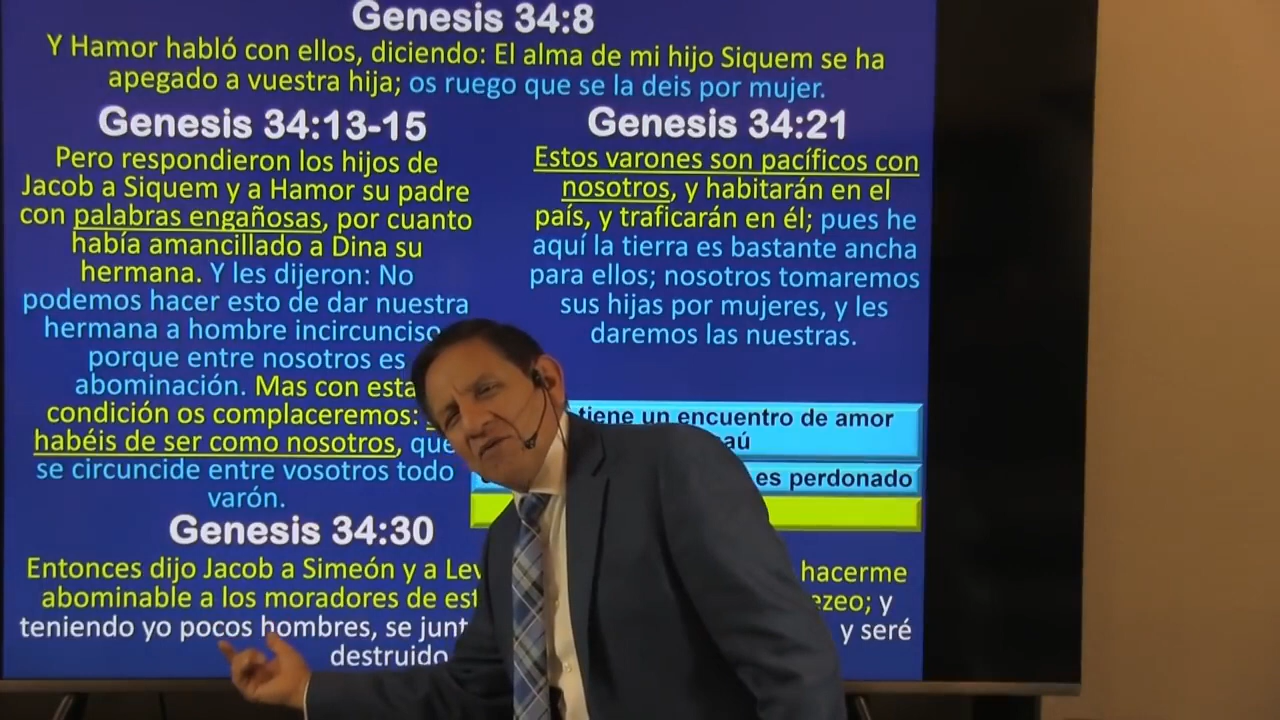 Genesis 34:8
Y Hamor habló con ellos, diciendo: El alma de mi hijo Siquem se ha
apegado a vuestra hija; os ruego que se la deis por mujer.
Genesis 34:13-15
Pero respondieron los hijos de
Jacob a Siquem y a Hamor su padre
con palabras engañosas, por cuanto
había amancillado a Dina su
hermana. Y les dijeron: No
podemos hacer esto de dar nuestra
hermana a hombre incircunciso
porque entre nosotros es
abominación. Mas con esta
condición os complaceremos:
habéis de ser como nosotros, que
se circuncide entre vosotros todo
varón.
Genesis 34:21
Estos varones son pacíficos con
nosotros, y habitarán en el
país, y traficarán en él; pues he
aquí la tierra es bastante ancha
para ellos; nosotros tomaremos
sus hijas por mujeres, y les
daremos las nuestras.
tiene un encuentro de amor
es perdonado
Genesis 34:30
Entonces dijo Jacob a Simeón y a hacerme
abominable a los moradores de y
teniendo yo pocos hombres, se y seré
destruido